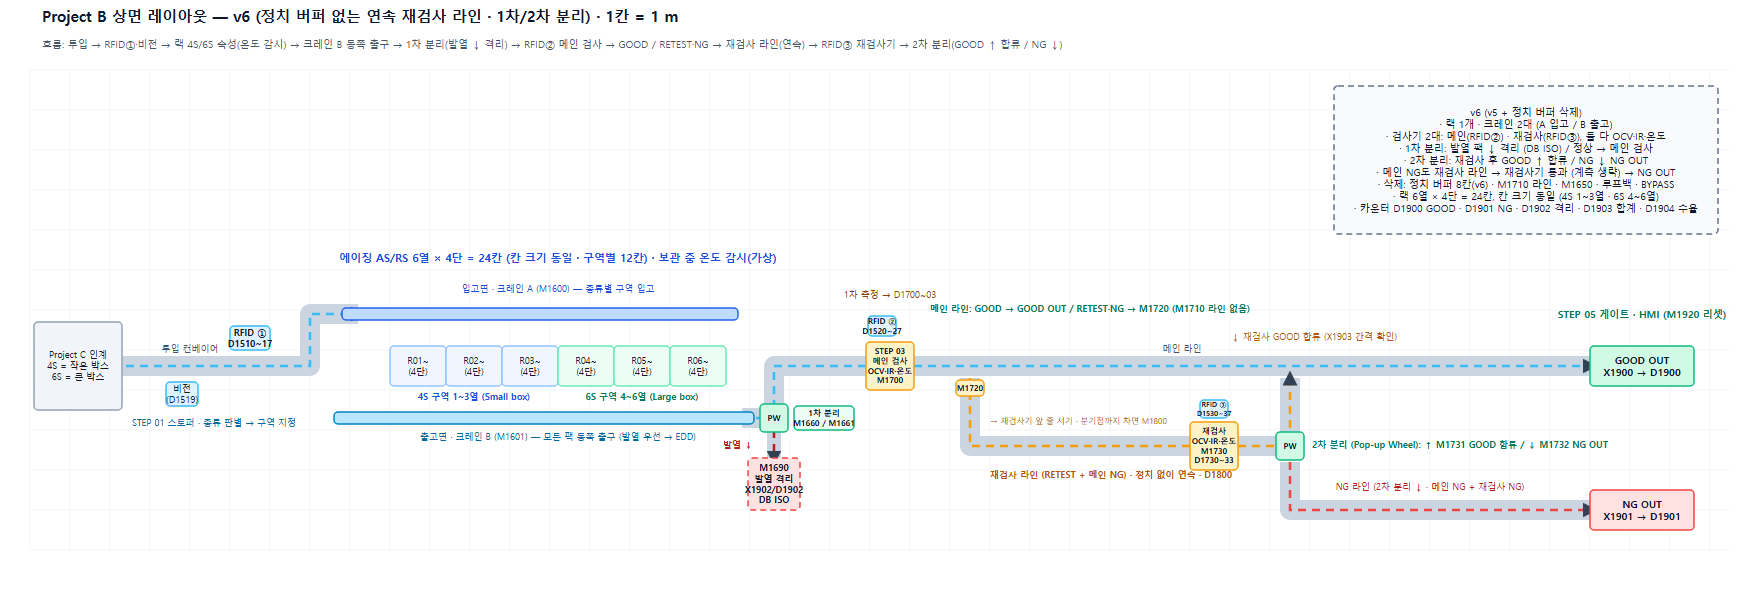 Project B 상면 레이아웃 — v6 (정치 버퍼 없는 연속 재검사 라인 · 1차/2차 분리) · 1칸 = 1 m
흐름: 투입 → RFID①·비전 → 랙 4S/6S 숙성(온도 감시) → 크레인 B 동쪽 출구 → 1차 분리(발열 ↓ 격리) → RFID② 메인 검사 → GOOD / RETEST·NG → 재검사 라인(연속) → RFID③ 재검사기 → 2차 분리(GOOD ↑ 합류 / NG ↓)
v6 (v5 + 정치 버퍼 삭제)
· 랙 1개 · 크레인 2대 (A 입고 / B 출고)
· 검사기 2대: 메인(RFID②) · 재검사(RFID③), 둘 다 OCV·IR·온도
· 1차 분리: 발열 팩 ↓ 격리 (DB ISO) / 정상 → 메인 검사
· 2차 분리: 재검사 후 GOOD ↑ 합류 / NG ↓ NG OUT
· 메인 NG도 재검사 라인 → 재검사기 통과 (계측 생략) → NG OUT
· 삭제: 정치 버퍼 8칸(v6) · M1710 라인 · M1650 · 루프백 · BYPASS
· 랙 6열 × 4단 = 24칸, 칸 크기 동일 (4S 1~3열 · 6S 4~6열)
· 카운터 D1900 GOOD · D1901 NG · D1902 격리 · D1903 합계 · D1904 수율
에이징 AS/RS 6열 × 4단 = 24칸 (칸 크기 동일 · 구역별 12칸) · 보관 중 온도 감시(가상)
입고면 · 크레인 A (M1600) — 종류별 구역 입고
1차 측정 → D1700~03
메인 라인: GOOD → GOOD OUT / RETEST·NG → M1720 (M1710 라인 없음)
STEP 05 게이트 · HMI (M1920 리셋)
RFID ①
D1510~17
RFID ②
D1520~27
↓ 재검사 GOOD 합류 (X1903 간격 확인)
투입 컨베이어
메인 라인
Project C 인계
4S = 작은 박스
6S = 큰 박스
R01~
(4단)
R02~
(4단)
R03~
(4단)
R04~
(4단)
R05~
(4단)
R06~
(4단)
STEP 03
메인 검사
OCV·IR·온도
M1700
GOOD OUT
X1900 → D1900
비전
(D1519)
4S 구역 1~3열 (Small box)
6S 구역 4~6열 (Large box)
M1720
RFID ③
D1530~37
STEP 01 스토퍼 · 종류 판별 → 구역 지정
PW
1차 분리
M1660 / M1661
→ 재검사기 앞 줄 서기 · 분기점까지 차면 M1800
출고면 · 크레인 B (M1601) — 모든 팩 동쪽 출구 (발열 우선 → EDD)
발열 ↓
재검사
OCV·IR·온도
M1730
D1730~33
PW
2차 분리 (Pop-up Wheel): ↑ M1731 GOOD 합류 / ↓ M1732 NG OUT
M1690
발열 격리
X1902/D1902
DB ISO
재검사 라인 (RETEST + 메인 NG) · 정치 없이 연속 · D1800
NG 라인 (2차 분리 ↓ · 메인 NG + 재검사 NG)
NG OUT
X1901 → D1901